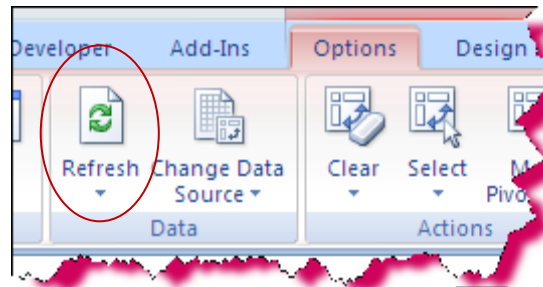 Developer Add-Ins Options Design
Refresh Change Data Source Clear Select
Data Actions